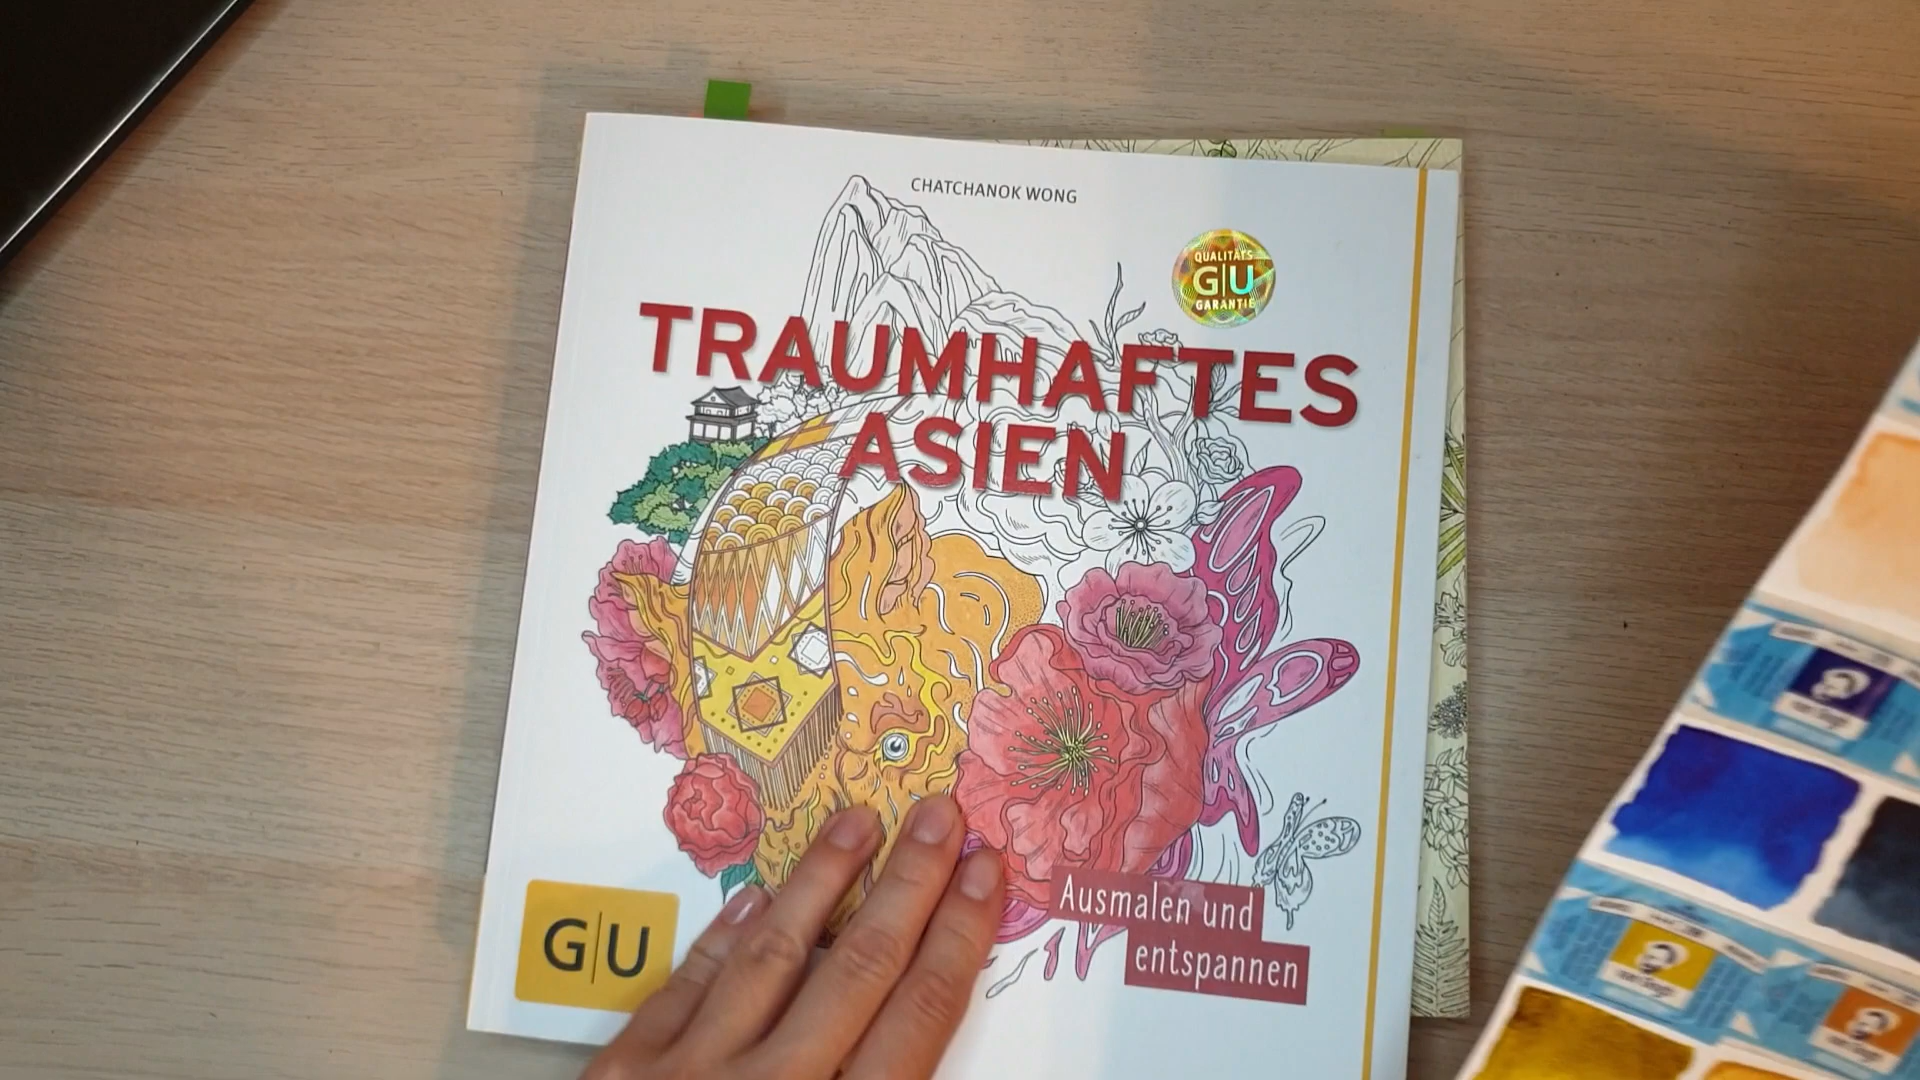 CHATCHANOK WONG
QUALITÄTS
G|U
GARANTIE
TRAUMHAFTES
ASIEN
Ausmalen und
entspannen
G|U